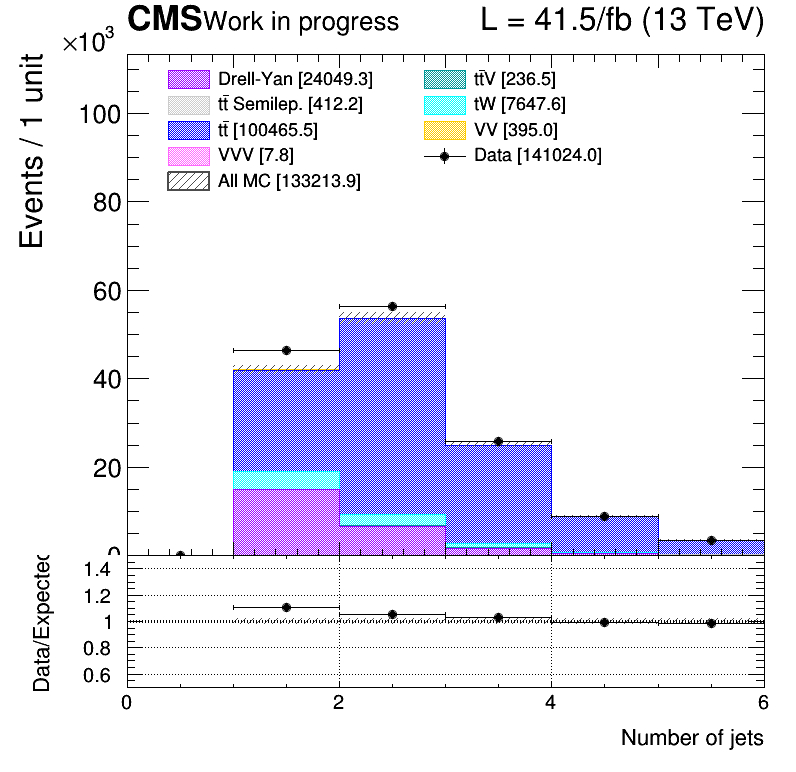 CMS Work in progress L = 41.5/fb (13 TeV)
×10³
Events / 1 unit
Drell-Yan [24049.3] tt̄V [236.5]
tt̄ Semilep. [412.2] tW [7647.6]
tt̄ [100465.5] VV [395.0]
VVV [7.8] Data [141024.0]
All MC [133213.9]
100
80
60
40
20
0
Data/Expected
1.4
1.2
1
0.8
0.6
0 2 4 6
Number of jets